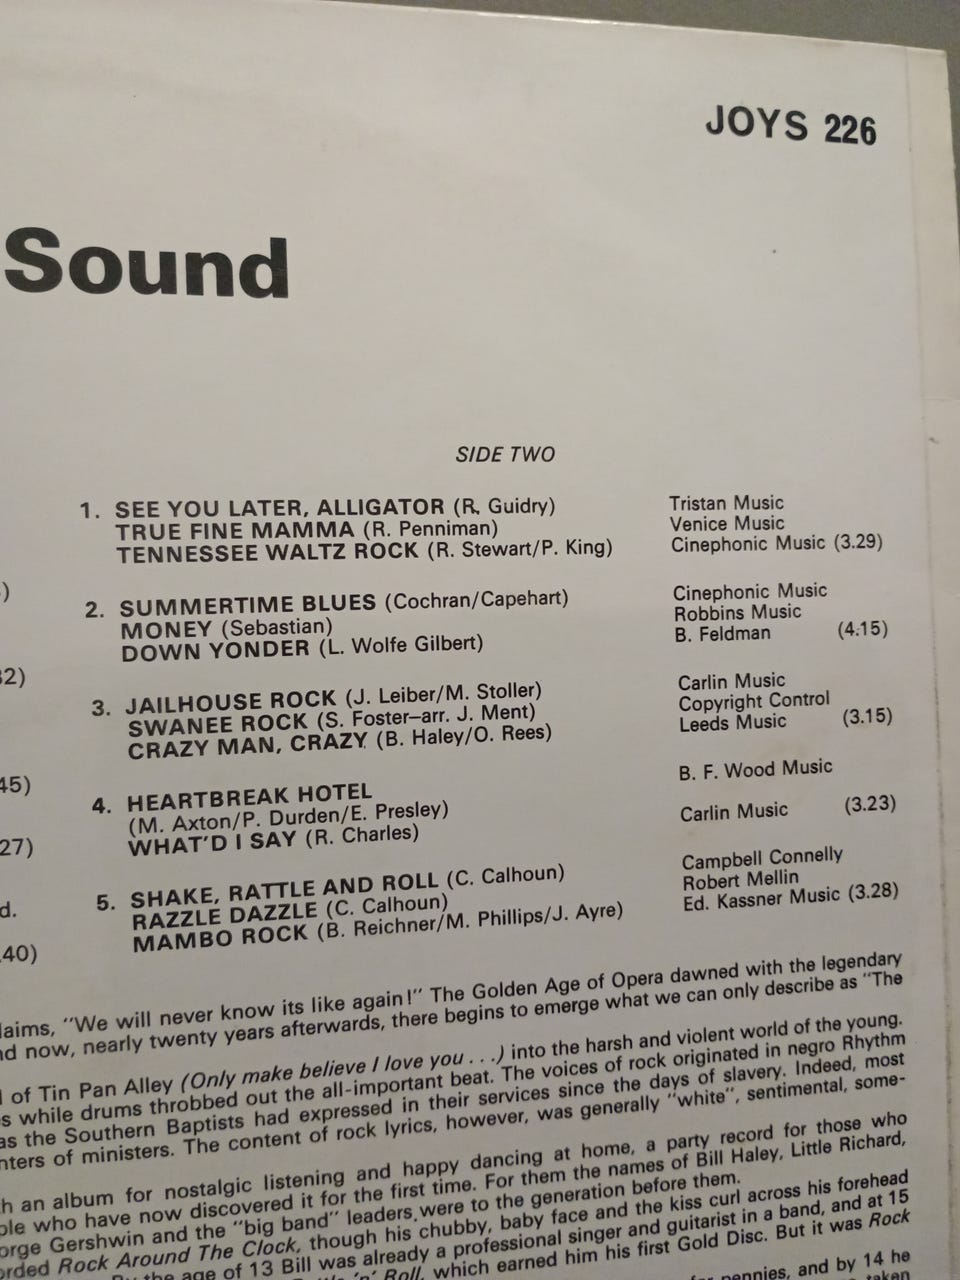 JOYS 226
Sound
SIDE TWO
1. SEE YOU LATER, ALLIGATOR (R. Guidry) Tristan Music
TRUE FINE MAMMA (R. Penniman) Venice Music
TENNESSEE WALTZ ROCK (R. Stewart/P. King) Cinephonic Music (3.29)
2. SUMMERTIME BLUES (Cochran/Capehart) Cinephonic Music
MONEY (Sebastian) Robbins Music
DOWN YONDER (L. Wolfe Gilbert) B. Feldman (4.15)
32)
3. JAILHOUSE ROCK (J. Leiber/M. Stoller) Carlin Music
SWANEE ROCK (S. Foster–arr. J. Ment) Copyright Control
CRAZY MAN, CRAZY (B. Haley/O. Rees) Leeds Music (3.15)
45)
4. HEARTBREAK HOTEL B. F. Wood Music
(M. Axton/P. Durden/E. Presley)
27) WHAT'D I SAY (R. Charles) Carlin Music (3.23)
5. SHAKE, RATTLE AND ROLL (C. Calhoun) Campbell Connelly
d. RAZZLE DAZZLE (C. Calhoun) Robert Mellin
.40) MAMBO ROCK (B. Reichner/M. Phillips/J. Ayre) Ed. Kassner Music (3.28)
laims, "We will never know its like again!" The Golden Age of Opera dawned with the legendary
nd now, nearly twenty years afterwards, there begins to emerge what we can only describe as "The
l of Tin Pan Alley (Only make believe I love you . . .) into the harsh and violent world of the young.
s while drums throbbed out the all-important beat. The voices of rock originated in negro Rhythm
as the Southern Baptists had expressed in their services since the days of slavery. Indeed, most
nters of ministers. The content of rock lyrics, however, was generally "white", sentimental, some-
h an album for nostalgic listening and happy dancing at home, a party record for those who
ple who have now discovered it for the first time. For them the names of Bill Haley, Little Richard,
orge Gershwin and the "big band" leaders were to the generation before them.
orded Rock Around The Clock, though his chubby, baby face and the kiss curl across his forehead
the age of 13 Bill was already a professional singer and guitarist in a band, and at 15
'n' Roll, which earned him his first Gold Disc. But it was Rock
pennies, and by 14 he
taken